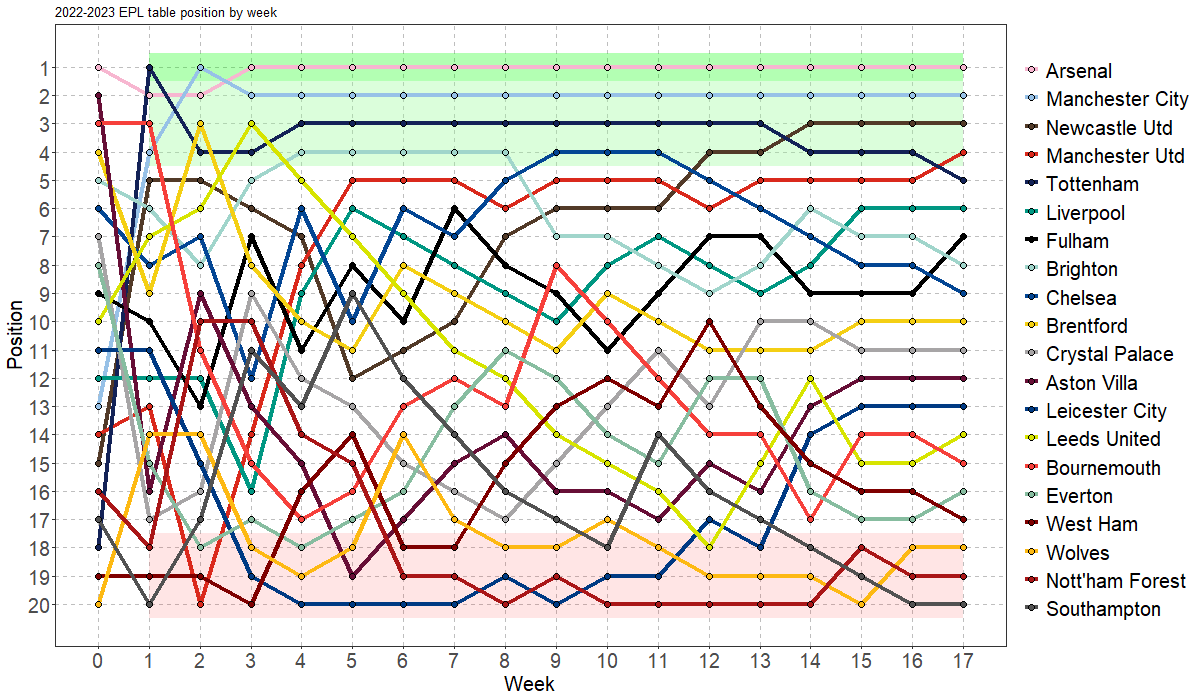 2022-2023 EPL table position by week
Position
1
2
3
4
5
6
7
8
9
10
11
12
13
14
15
16
17
18
19
20
0 1 2 3 4 5 6 7 8 9 10 11 12 13 14 15 16 17
Week
Arsenal
Manchester City
Newcastle Utd
Manchester Utd
Tottenham
Liverpool
Fulham
Brighton
Chelsea
Brentford
Crystal Palace
Aston Villa
Leicester City
Leeds United
Bournemouth
Everton
West Ham
Wolves
Nott'ham Forest
Southampton